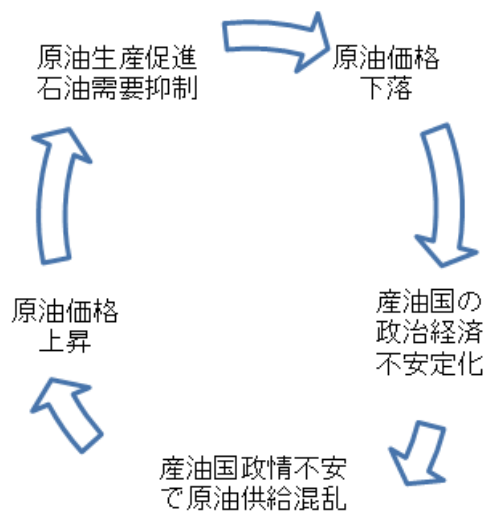 原油生産促進
石油需要抑制
原油価格
下落
産油国の
政治経済
不安定化
産油国政情不安
で原油供給混乱
原油価格
上昇